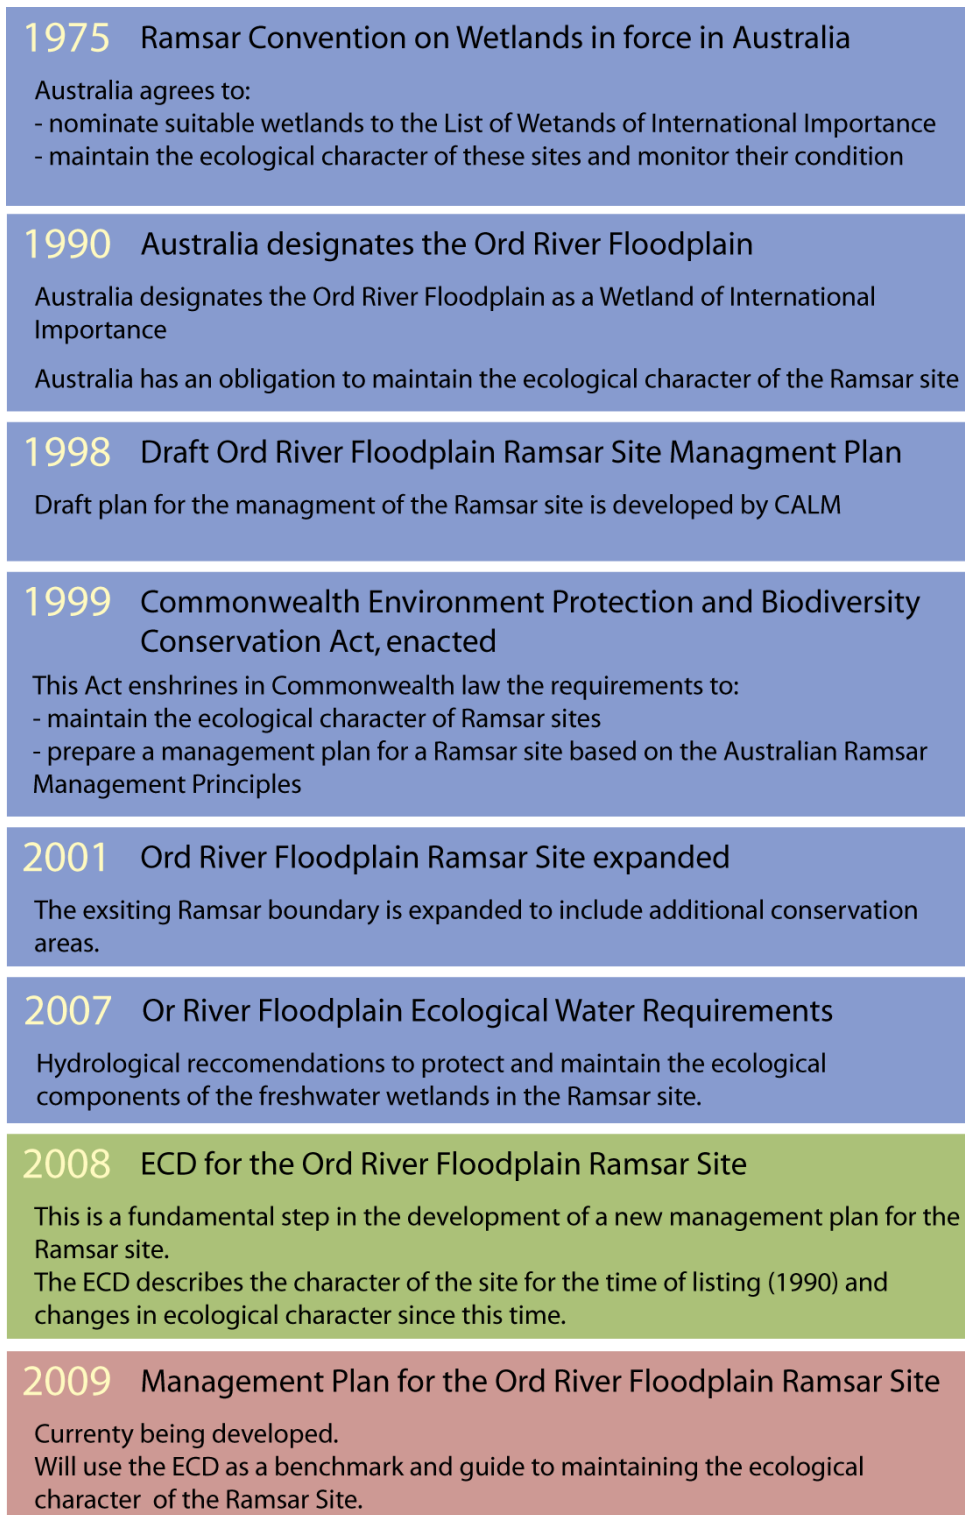 1975 Ramsar Convention on Wetlands in force in Australia
Australia agrees to:
- nominate suitable wetlands to the List of Wetands of International Importance
- maintain the ecological character of these sites and monitor their condition
1990 Australia designates the Ord River Floodplain
Australia designates the Ord River Floodplain as a Wetland of International
Importance
Australia has an obligation to maintain the ecological character of the Ramsar site
1998 Draft Ord River Floodplain Ramsar Site Managment Plan
Draft plan for the managment of the Ramsar site is developed by CALM
1999 Commonwealth Environment Protection and Biodiversity
Conservation Act, enacted
This Act enshrines in Commonwealth law the requirements to:
- maintain the ecological character of Ramsar sites
- prepare a management plan for a Ramsar site based on the Australian Ramsar
Management Principles
2001 Ord River Floodplain Ramsar Site expanded
The exsiting Ramsar boundary is expanded to include additional conservation
areas.
2007 Or River Floodplain Ecological Water Requirements
Hydrological reccomendations to protect and maintain the ecological
components of the freshwater wetlands in the Ramsar site.
2008 ECD for the Ord River Floodplain Ramsar Site
This is a fundamental step in the development of a new management plan for the
Ramsar site.
The ECD describes the character of the site for the time of listing (1990) and
changes in ecological character since this time.
2009 Management Plan for the Ord River Floodplain Ramsar Site
Currenty being developed.
Will use the ECD as a benchmark and guide to maintaining the ecological
character of the Ramsar Site.